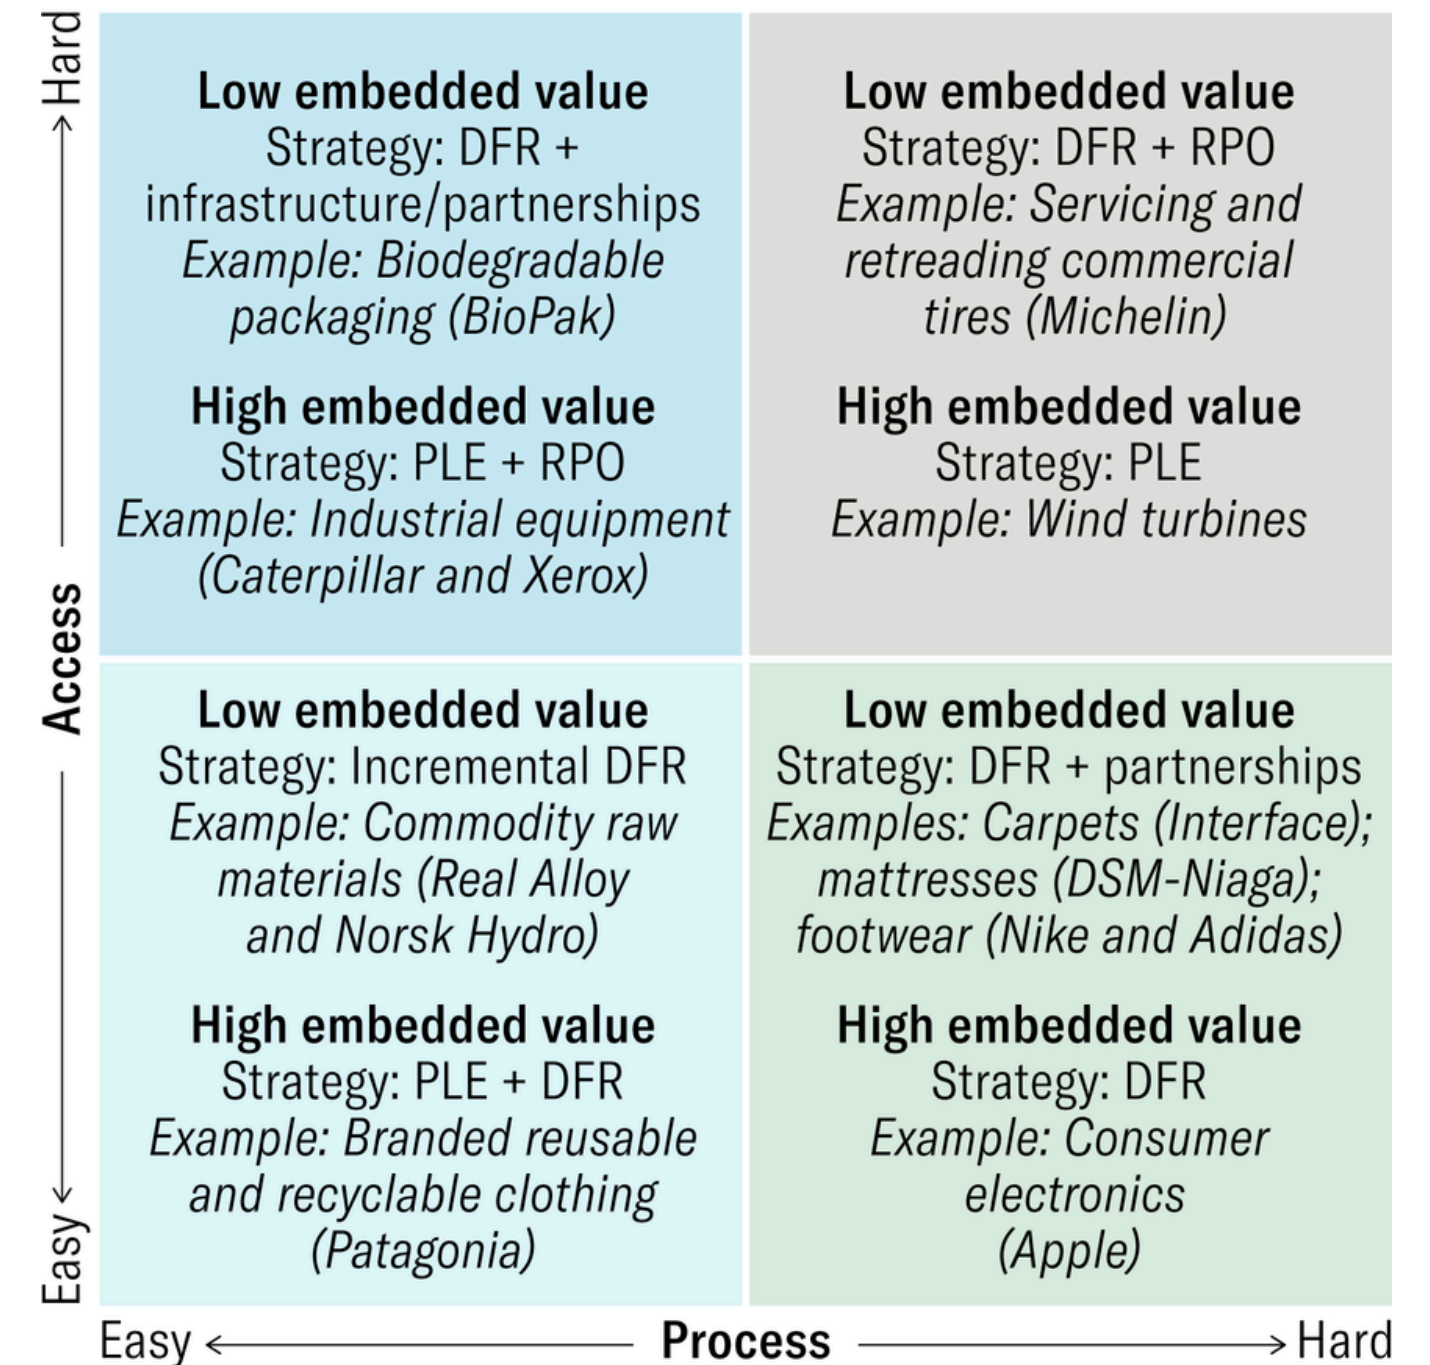 Hard
Access
Easy
Low embedded value
Strategy: DFR +
infrastructure/partnerships
Example: Biodegradable
packaging (BioPak)
High embedded value
Strategy: PLE + RPO
Example: Industrial equipment
(Caterpillar and Xerox)
Low embedded value
Strategy: DFR + RPO
Example: Servicing and
retreading commercial
tires (Michelin)
High embedded value
Strategy: PLE
Example: Wind turbines
Low embedded value
Strategy: Incremental DFR
Example: Commodity raw
materials (Real Alloy
and Norsk Hydro)
High embedded value
Strategy: PLE + DFR
Example: Branded reusable
and recyclable clothing
(Patagonia)
Low embedded value
Strategy: DFR + partnerships
Examples: Carpets (Interface);
mattresses (DSM-Niaga);
footwear (Nike and Adidas)
High embedded value
Strategy: DFR
Example: Consumer
electronics
(Apple)
Easy
Process
Hard